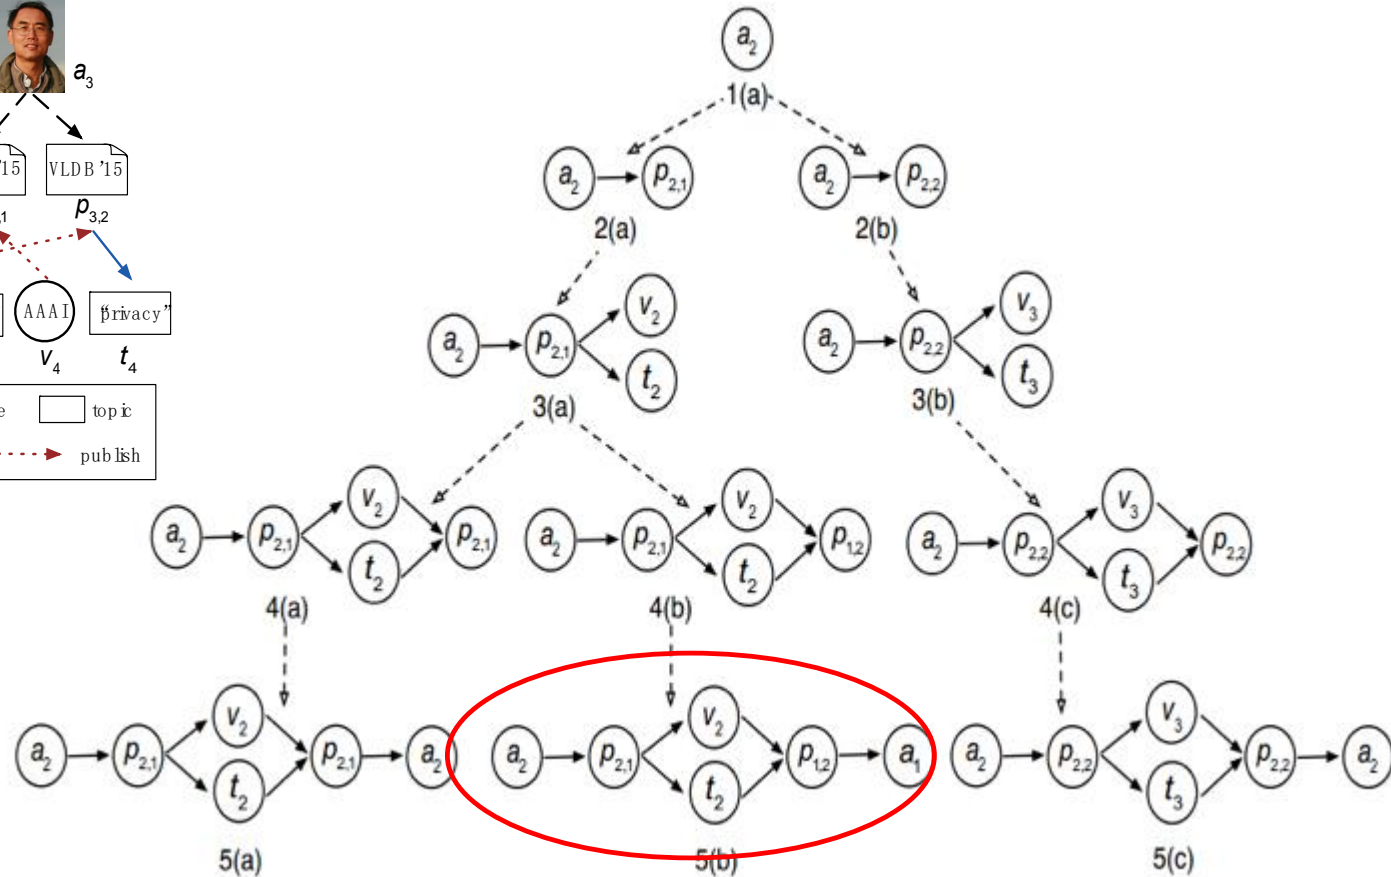 a2
a3
1(a)
'15
VLDB '15
a2 p2,1
a2 p2,2
,1
p3,2
2(a)
2(b)
AAAI
"privacy"
v2
v3
a2 p2,1
a2 p2,2
v4
t4
t2
t3
3(a)
3(b)
e
topic
publish
v2
v2
v3
a2 p2,1 p2,1
a2 p2,1 p1,2
a2 p2,2 p2,2
t2
t2
t3
4(a)
4(b)
4(c)
v2
v2
v3
a2 p2,1 p2,1 a2
a2 p2,1 p1,2 a1
a2 p2,2 p2,2 a2
t2
t2
t3
5(a)
5(b)
5(c)